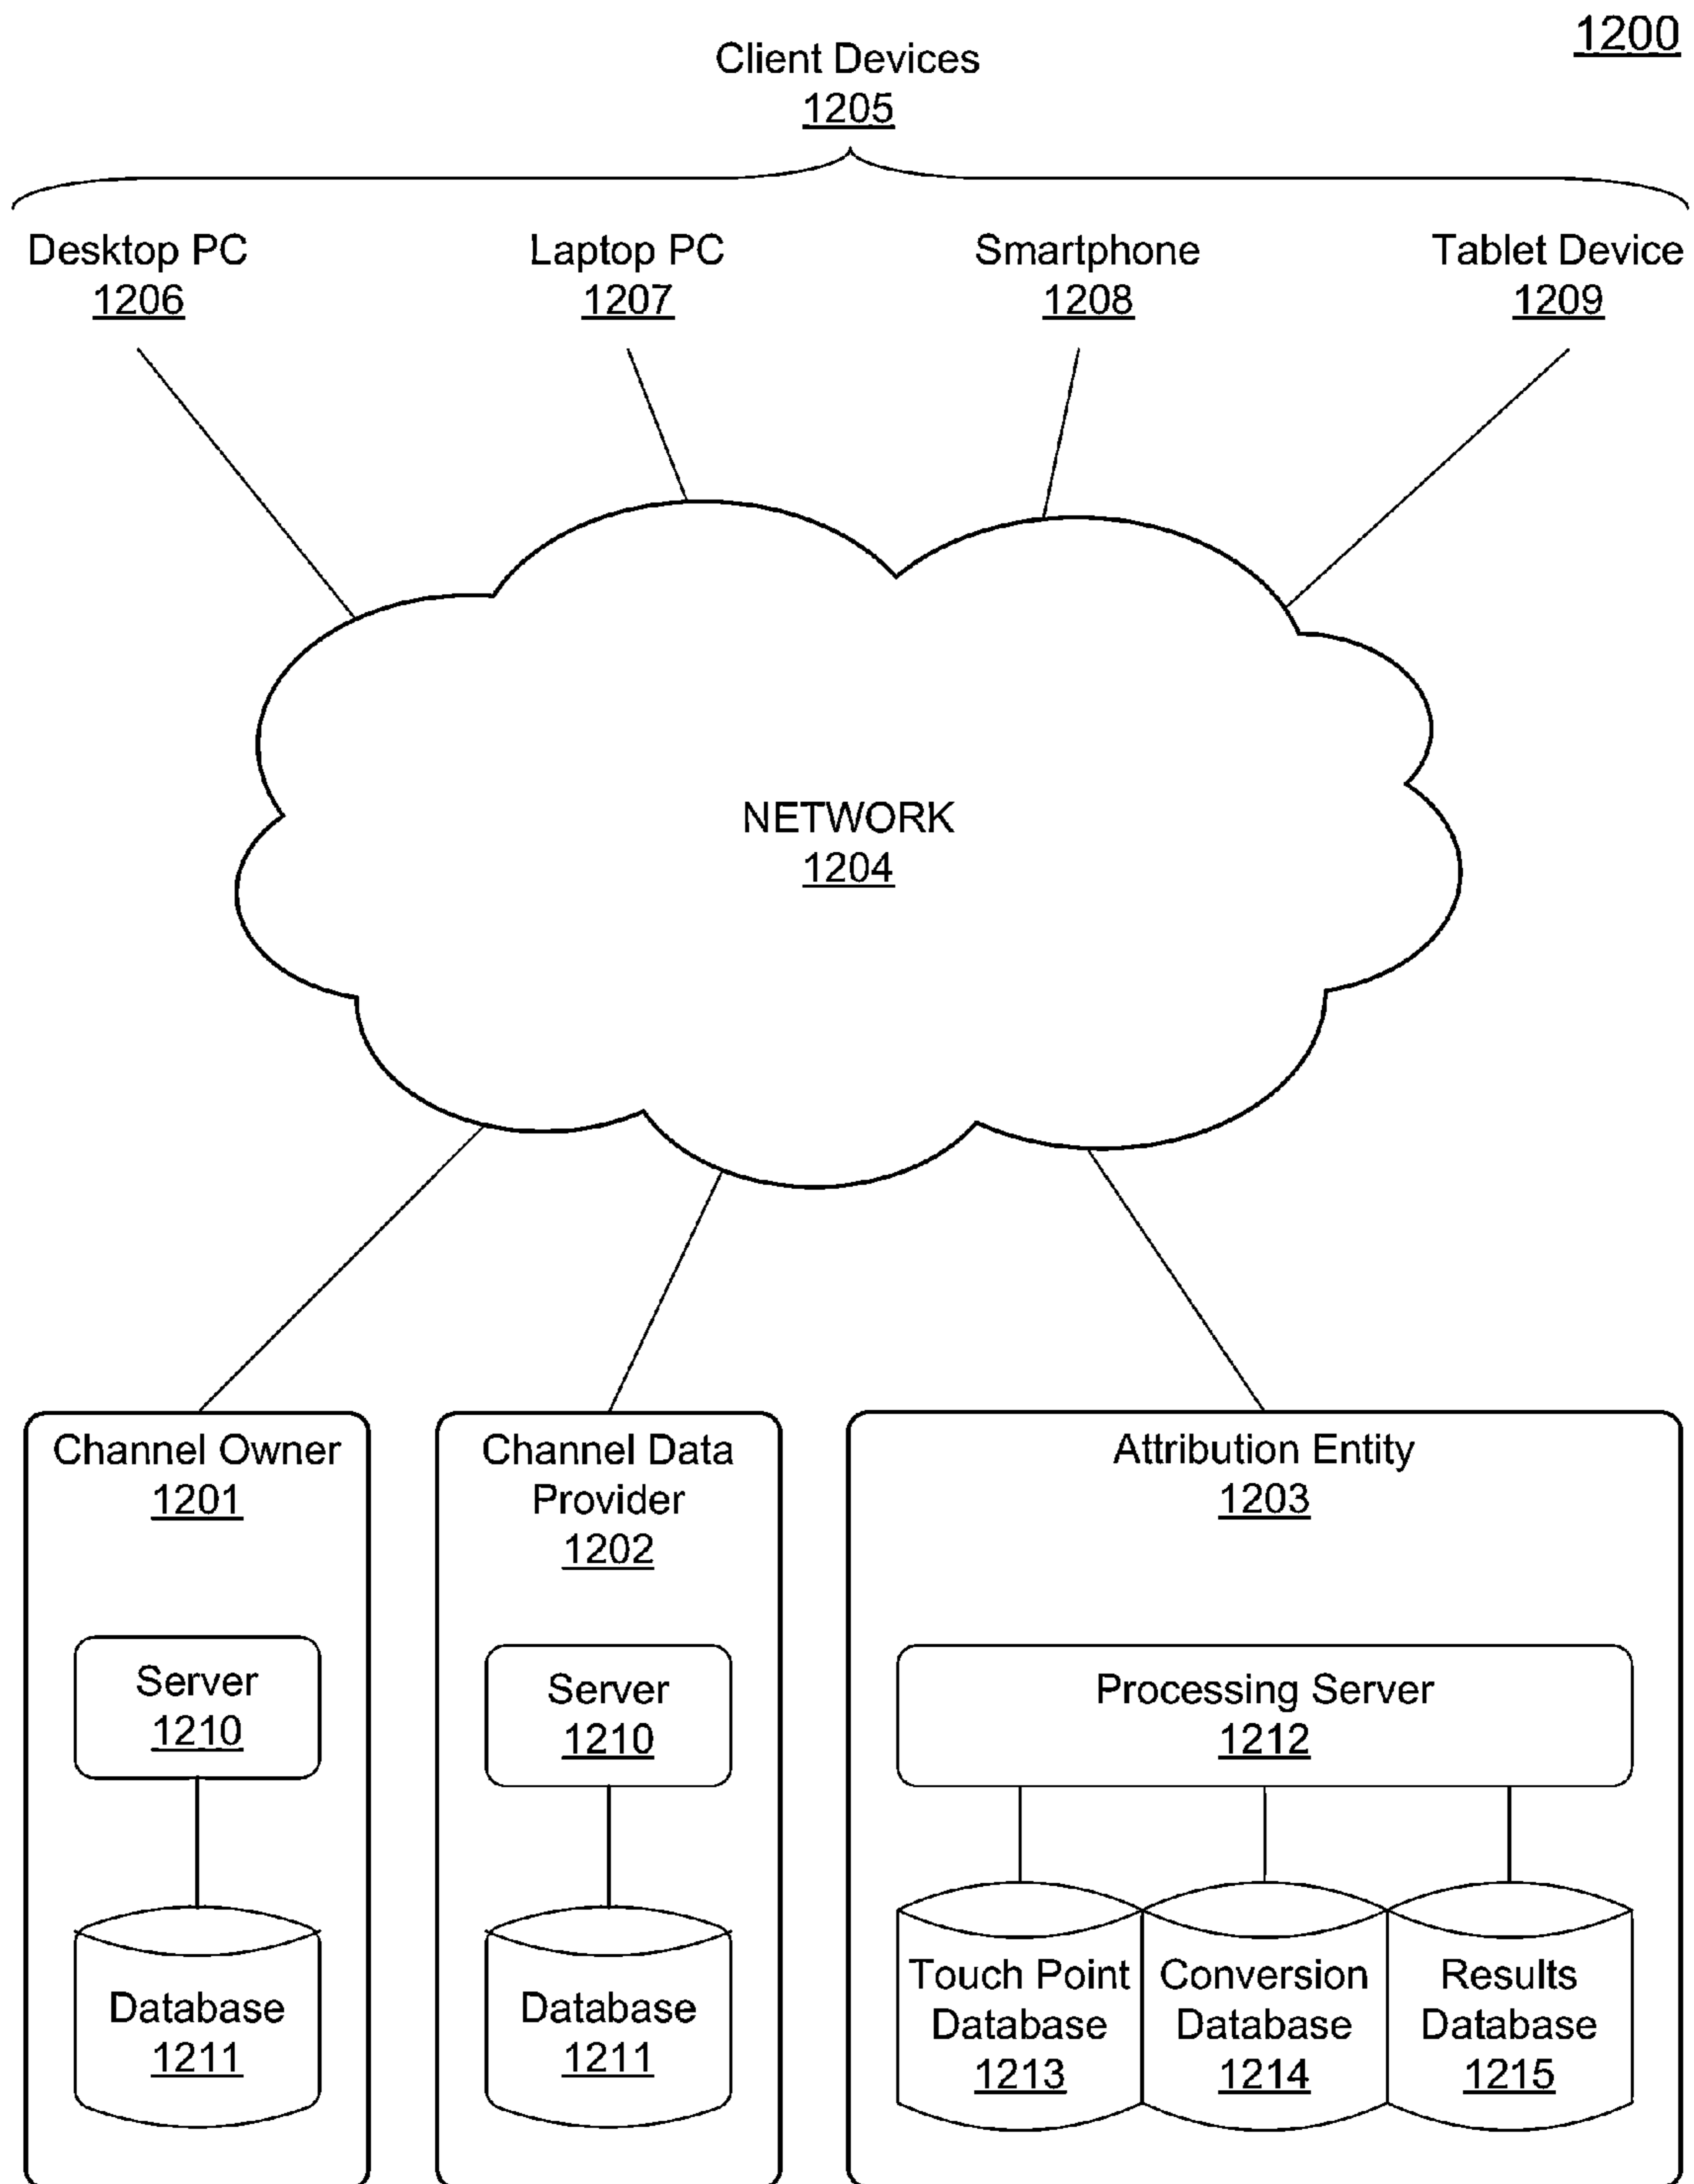 1200
Client Devices
1205
Desktop PC
1206
Laptop PC
1207
Smartphone
1208
Tablet Device
1209
NETWORK
1204
Channel Owner
1201
Server
1210
Database
1211
Channel Data
Provider
1202
Server
1210
Database
1211
Attribution Entity
1203
Processing Server
1212
Touch Point
Database
1213
Conversion
Database
1214
Results
Database
1215